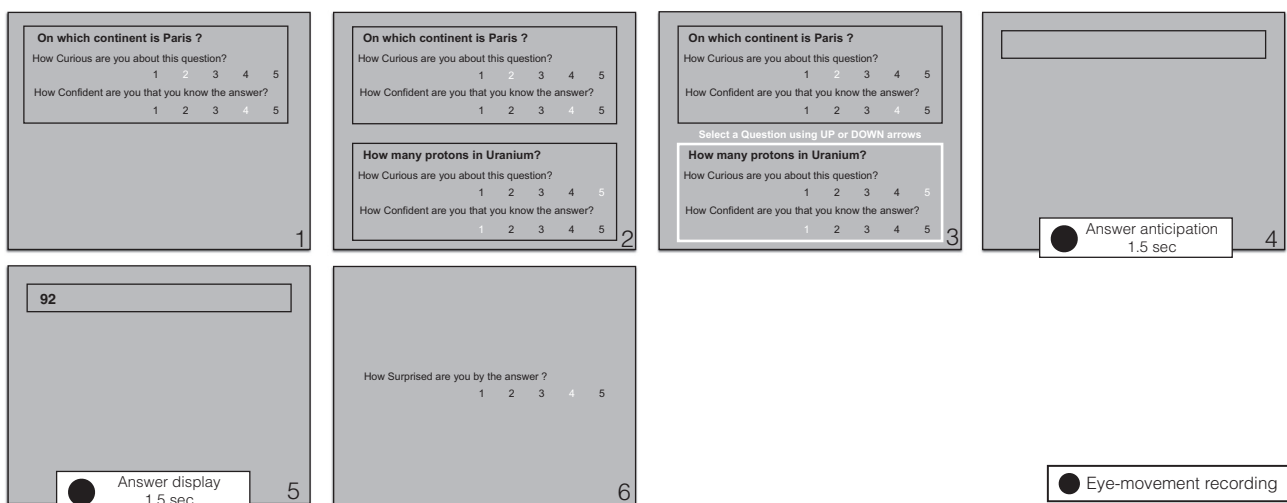 On which continent is Paris ?
How Curious are you about this question?
1 2 3 4 5
How Confident are you that you know the answer?
1 2 3 4 5
1
On which continent is Paris ?
How Curious are you about this question?
1 2 3 4 5
How Confident are you that you know the answer?
1 2 3 4 5
How many protons in Uranium?
How Curious are you about this question?
1 2 3 4 5
How Confident are you that you know the answer?
1 2 3 4 5
2
On which continent is Paris ?
How Curious are you about this question?
1 2 3 4 5
How Confident are you that you know the answer?
1 2 3 4 5
Select a Question using UP or DOWN arrows
How many protons in Uranium?
How Curious are you about this question?
1 2 3 4 5
How Confident are you that you know the answer?
1 2 3 4 5
3
Answer anticipation
1.5 sec
4
92
Answer display
1.5 sec
5
How Surprised are you by the answer ?
1 2 3 4 5
6
Eye-movement recording